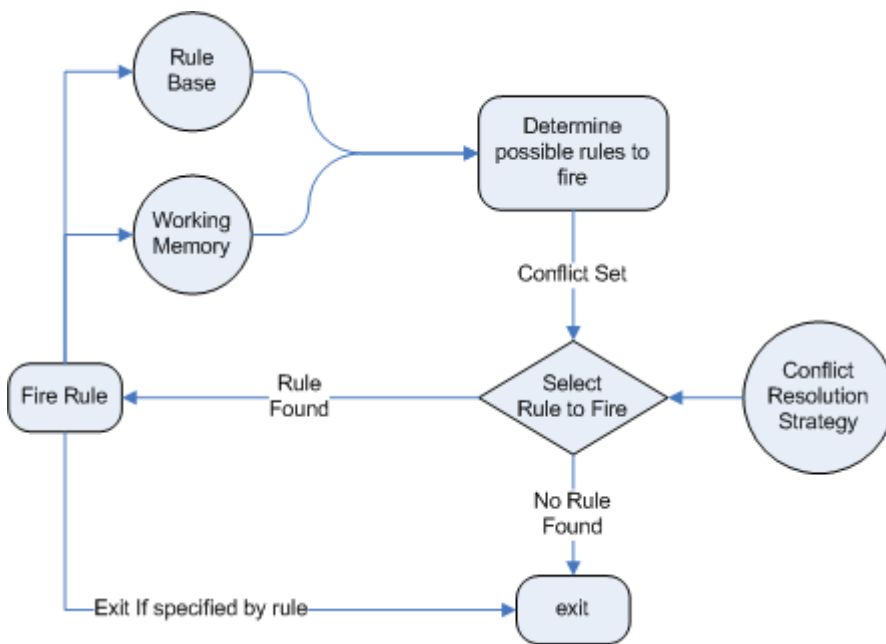 Rule
Base
Determine
possible rules to
fire
Working
Memory
Conflict Set
Fire Rule
Rule
Found
Select
Rule to Fire
Conflict
Resolution
Strategy
No Rule
Found
Exit If specified by rule
exit